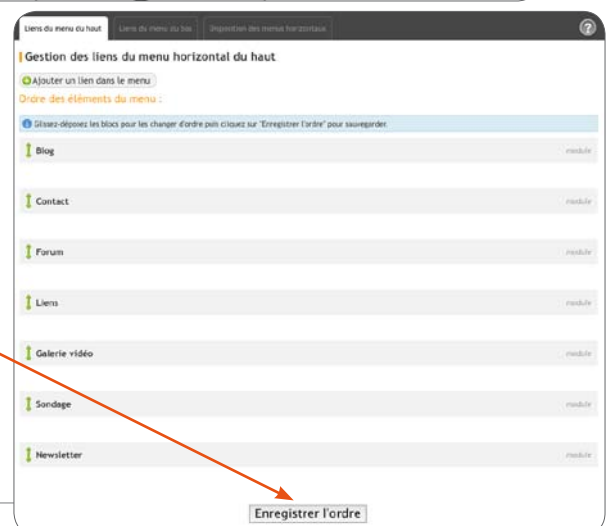 Liens du menu du haut
Liens du menu du bas
Disposition des menus horizontaux
?
Gestion des liens du menu horizontal du haut
Ajouter un lien dans le menu
Ordre des éléments du menu :
Glissez-déposez les blocs pour les changer d'ordre puis cliquez sur "Enregistrer l'ordre" pour sauvegarder.
Blog module
Contact module
Forum module
Liens module
Galerie vidéo module
Sondage module
Newsletter module
Enregistrer l'ordre